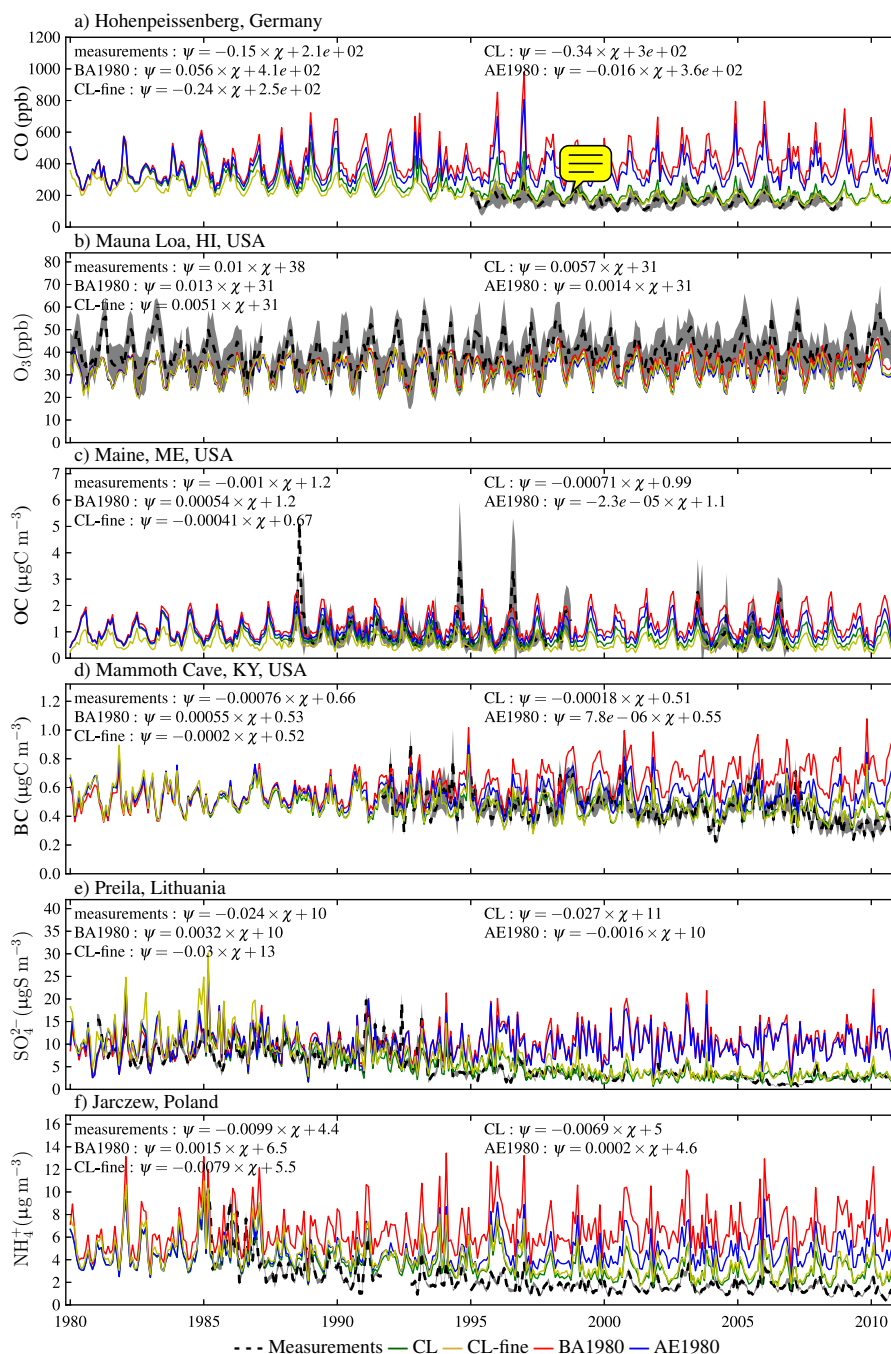 a) Hohenpeissenberg, Germany
measurements : ψ = −0.15 × χ + 2.1e + 02
CL : ψ = −0.34 × χ + 3e + 02
BA1980 : ψ = 0.056 × χ + 4.1e + 02
AE1980 : ψ = −0.016 × χ + 3.6e + 02
CL-fine : ψ = −0.24 × χ + 2.5e + 02
CO (ppb)
1200
1000
800
600
400
200
0
b) Mauna Loa, HI, USA
measurements : ψ = 0.01 × χ + 38
CL : ψ = 0.0057 × χ + 31
BA1980 : ψ = 0.013 × χ + 31
AE1980 : ψ = 0.0014 × χ + 31
CL-fine : ψ = 0.0051 × χ + 31
O₃(ppb)
80
70
60
50
40
30
20
10
0
c) Maine, ME, USA
measurements : ψ = −0.001 × χ + 1.2
CL : ψ = −0.00071 × χ + 0.99
BA1980 : ψ = 0.00054 × χ + 1.2
AE1980 : ψ = −2.3e − 05 × χ + 1.1
CL-fine : ψ = −0.00041 × χ + 0.67
OC (μgC m⁻³)
7
6
5
4
3
2
1
0
d) Mammoth Cave, KY, USA
measurements : ψ = −0.00076 × χ + 0.66
CL : ψ = −0.00018 × χ + 0.51
BA1980 : ψ = 0.00055 × χ + 0.53
AE1980 : ψ = 7.8e − 06 × χ + 0.55
CL-fine : ψ = −0.0002 × χ + 0.52
BC (μgC m⁻³)
1.2
1.0
0.8
0.6
0.4
0.2
0.0
e) Preila, Lithuania
measurements : ψ = −0.024 × χ + 10
CL : ψ = −0.027 × χ + 11
BA1980 : ψ = 0.0032 × χ + 10
AE1980 : ψ = −0.0016 × χ + 10
CL-fine : ψ = −0.03 × χ + 13
SO₄²⁻(μgS m⁻³)
40
35
30
25
20
15
10
5
0
f) Jarczew, Poland
measurements : ψ = −0.0099 × χ + 4.4
CL : ψ = −0.0069 × χ + 5
BA1980 : ψ = 0.0015 × χ + 6.5
AE1980 : ψ = 0.0002 × χ + 4.6
CL-fine : ψ = −0.0079 × χ + 5.5
NH₄⁺(μg m⁻³)
16
14
12
10
8
6
4
2
0
1980 1985 1990 1995 2000 2005 2010
Measurements CL CL-fine BA1980 AE1980